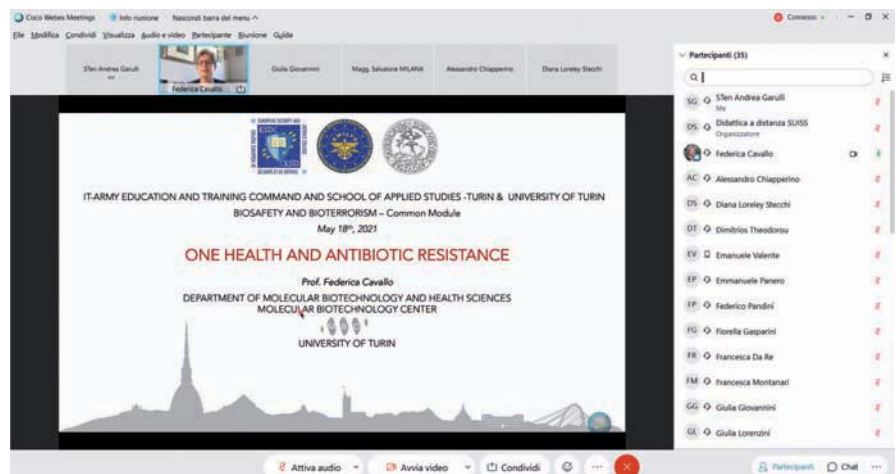 Cisco Webex Meetings
Info riunione
Nascondi barra del menu
Connesso
File Modifica Condividi Visualizza Audio e video Partecipante Riunione Guida
STen Andrea Garulli
Federica Cavallo
Giulia Giovannini
Magg. Salvatore MILANA
Alessandro Chiapperino
Diana Loreley Stecchi
ESDC
IT-ARMY EDUCATION AND TRAINING COMMAND AND SCHOOL OF APPLIED STUDIES -TURIN & UNIVERSITY OF TURIN
BIOSAFETY AND BIOTERRORISM – Common Module
May 18th, 2021
ONE HEALTH AND ANTIBIOTIC RESISTANCE
Prof. Federica Cavallo
DEPARTMENT OF MOLECULAR BIOTECHNOLOGY AND HEALTH SCIENCES
MOLECULAR BIOTECHNOLOGY CENTER
UNIVERSITY OF TURIN
Partecipanti (35)
SG STen Andrea Garulli
Me
DS Didattica a distanza SUISS
Organizzatore
Federica Cavallo
AC Alessandro Chiapperino
DS Diana Loreley Stecchi
DT Dimitrios Theodorou
EV Emanuele Valente
EP Emmanuele Panero
FP Federico Pandini
FG Fiorella Gasparini
FR Francesca Da Re
FM Francesca Montanari
GG Giulia Giovannini
GL Giulia Lorenzini
Attiva audio
Avvia video
Condividi
Partecipanti
Chat